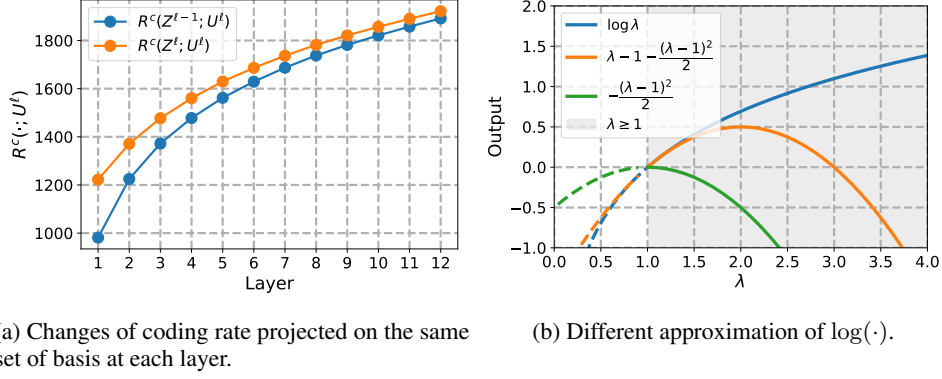 R^c(Z^{ℓ−1}; U^ℓ)
R^c(Z^ℓ; U^ℓ)
R^c(·; U^ℓ)
1800
1600
1400
1200
1000
1 2 3 4 5 6 7 8 9 10 11 12
Layer
(a) Changes of coding rate projected on the same
set of basis at each layer.
log λ
λ − 1 − (λ−1)²/2
−(λ−1)²/2
λ ≥ 1
Output
2.0
1.5
1.0
0.5
0.0
−0.5
−1.0
0.0 0.5 1.0 1.5 2.0 2.5 3.0 3.5 4.0
λ
(b) Different approximation of log(·).